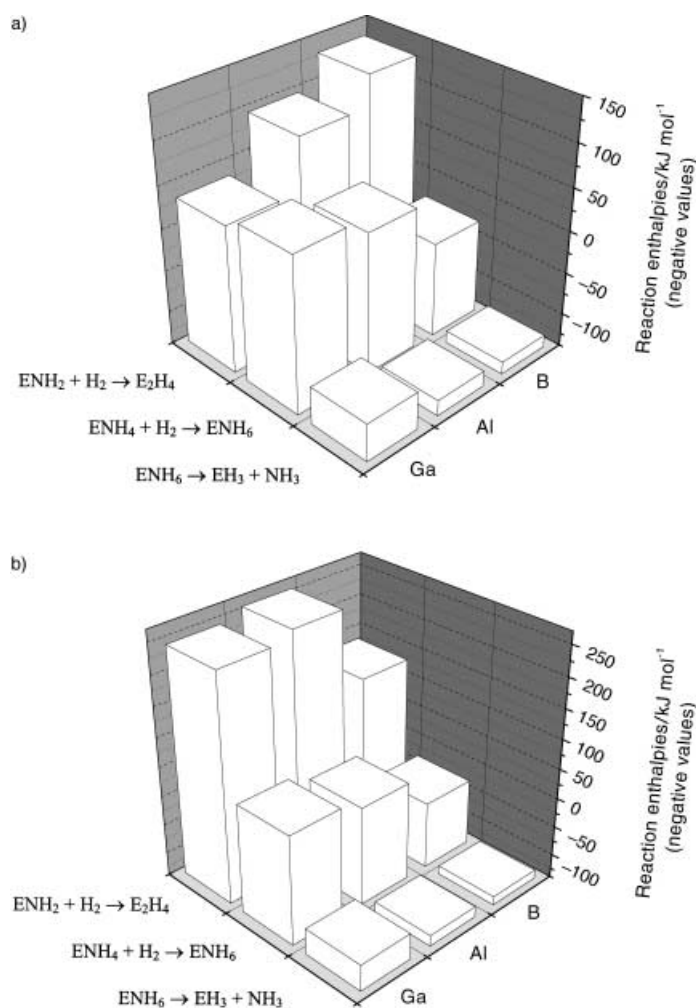 a)
150
100
50
0
−50
−100
Reaction enthalpies/kJ mol⁻¹
(negative values)
ENH₂ + H₂ → E₂H₄
ENH₄ + H₂ → ENH₆
ENH₆ → EH₃ + NH₃
B
Al
Ga
b)
250
200
150
100
50
0
−50
−100
Reaction enthalpies/kJ mol⁻¹
(negative values)
ENH₂ + H₂ → E₂H₄
ENH₄ + H₂ → ENH₆
ENH₆ → EH₃ + NH₃
B
Al
Ga